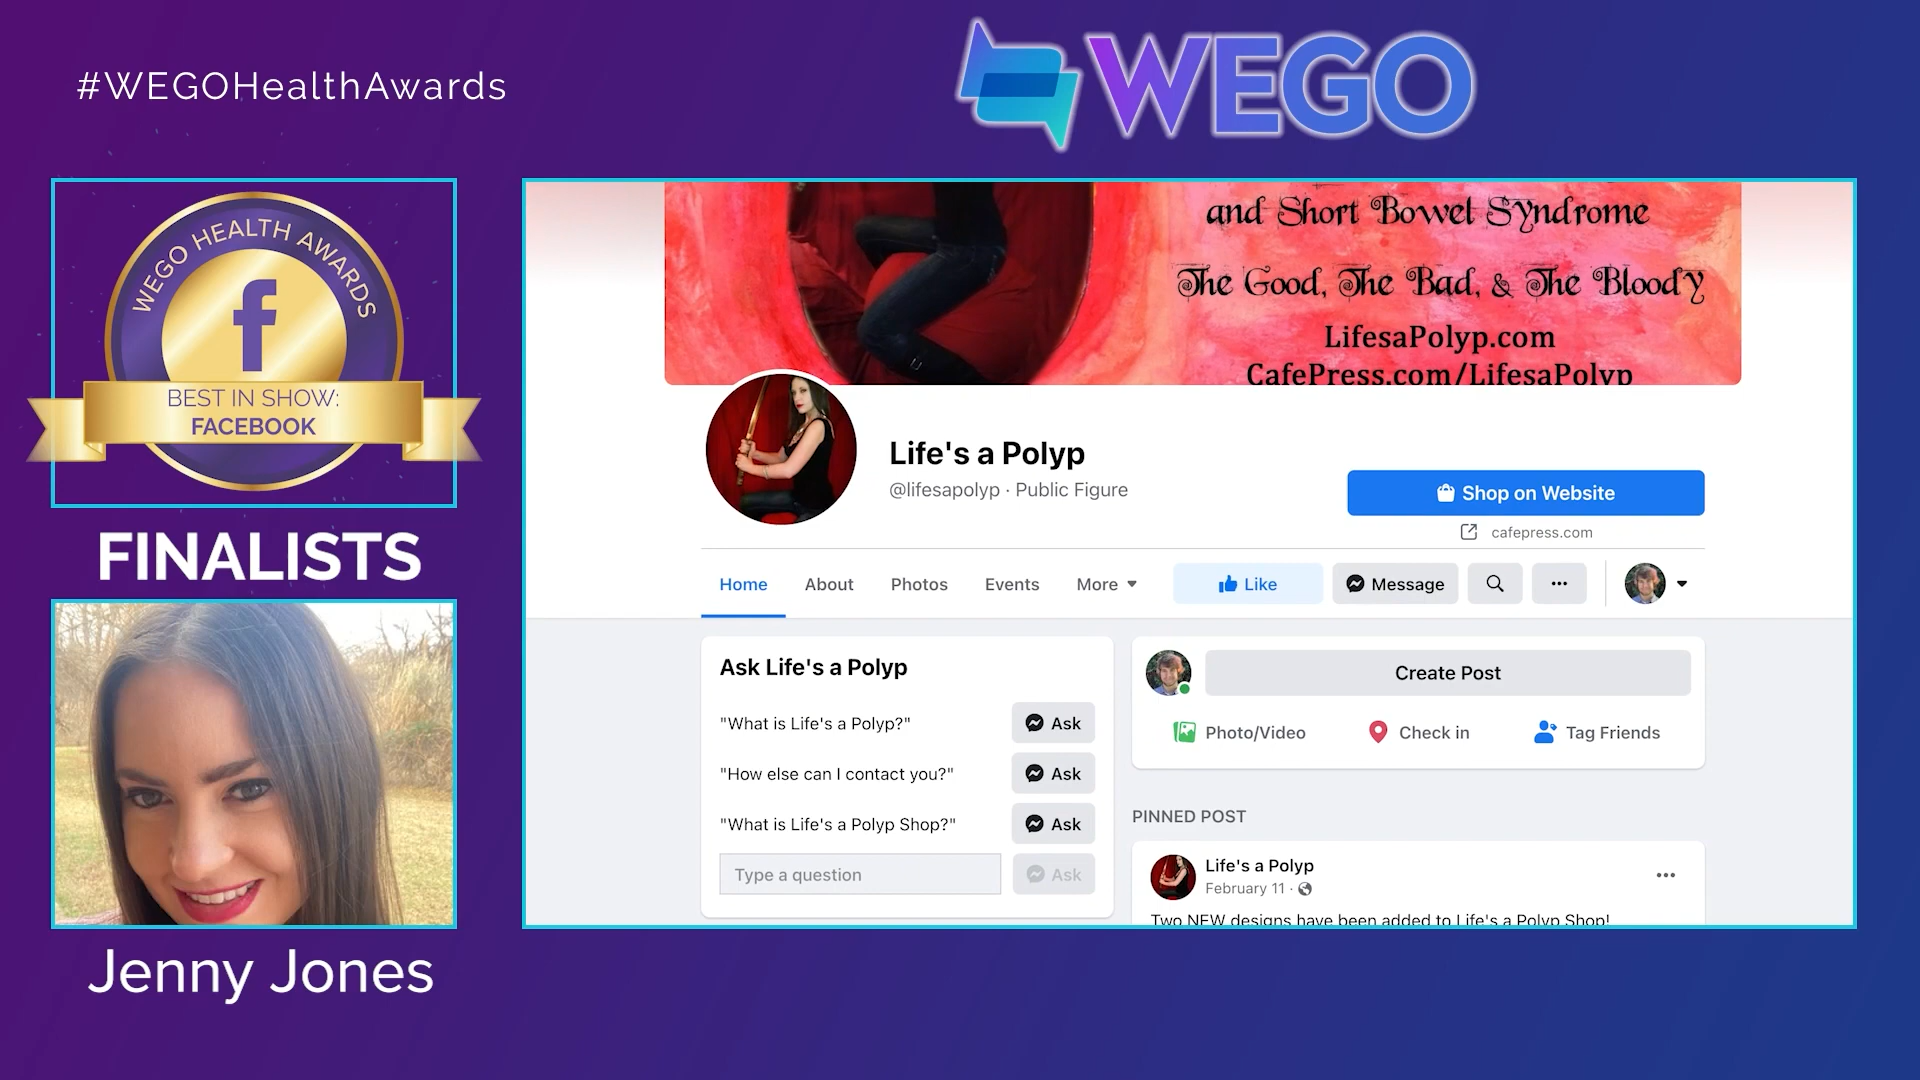 #WEGOHealthAwards
WEGO
WEGO HEALTH AWARDS
f
BEST IN SHOW:
FACEBOOK
FINALISTS
Jenny Jones
and Short Bowel Syndrome
The Good, The Bad, & The Bloody
LifesaPolyp.com
CafePress.com/LifesaPolyp
Life's a Polyp
@lifesapolyp · Public Figure
Shop on Website
cafepress.com
Home About Photos Events More Like Message
Ask Life's a Polyp
"What is Life's a Polyp?" Ask
"How else can I contact you?" Ask
"What is Life's a Polyp Shop?" Ask
Type a question Ask
Create Post
Photo/Video Check in Tag Friends
PINNED POST
Life's a Polyp
February 11 ·
Two NEW designs have been added to Life's a Polyp Shop!